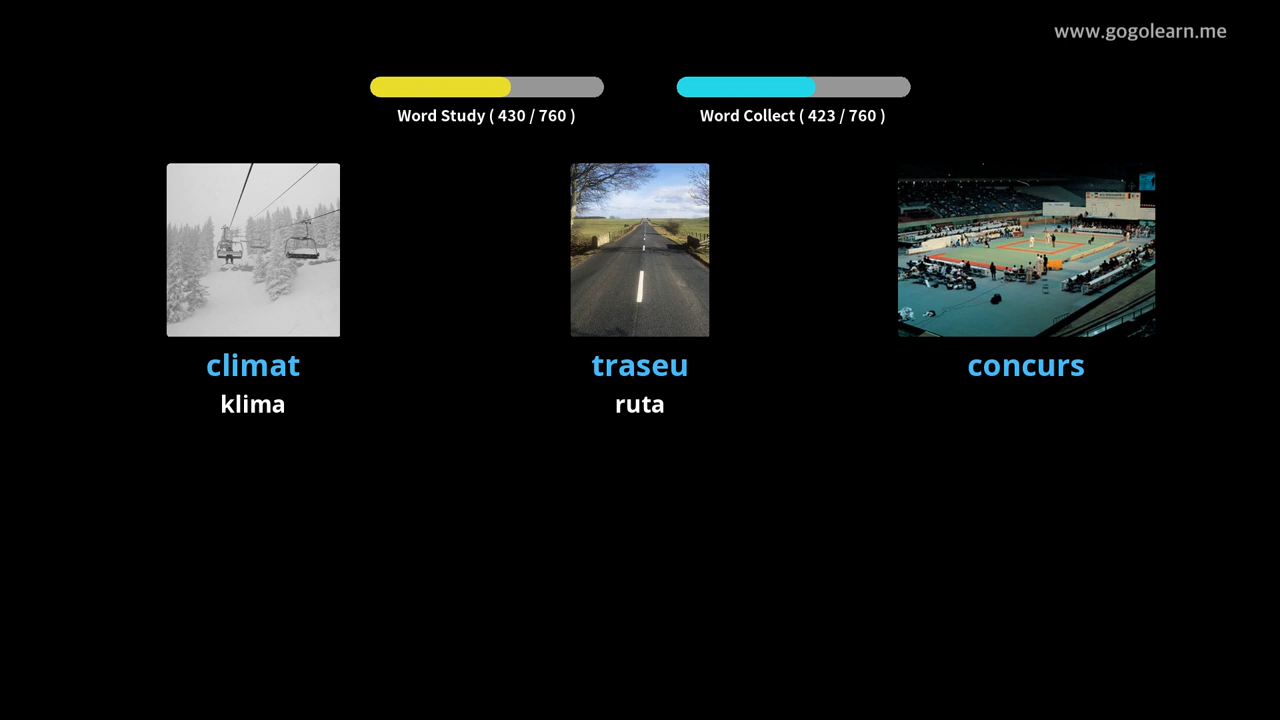 www.gogolearn.me
Word Study ( 430 / 760 )
Word Collect ( 423 / 760 )
climat
klima
traseu
ruta
concurs